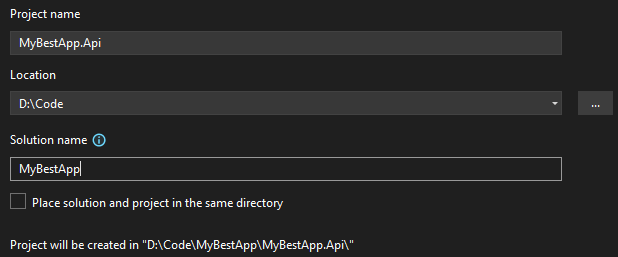 Project name
MyBestApp.Api
Location
D:\Code
...
Solution name
MyBestApp
Place solution and project in the same directory
Project will be created in "D:\Code\MyBestApp\MyBestApp.Api\"